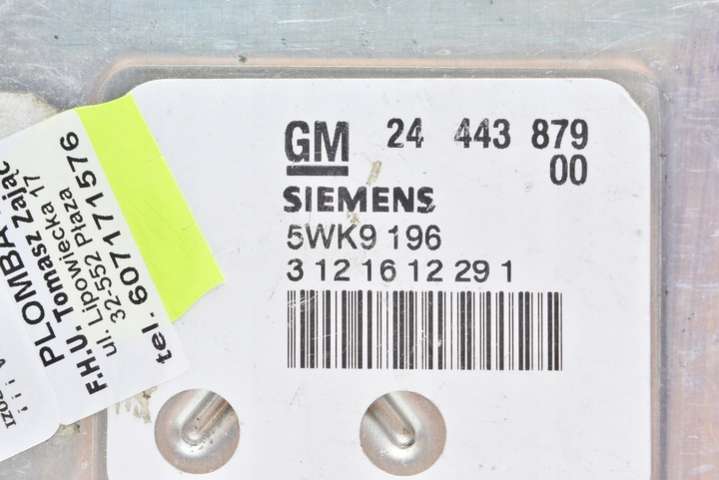 GM 24 443 879
00
SIEMENS
5WK9 196
3 12 16 12 29 1
PLOMBA
F.H.U. Tomasz Zając
ul. Lipowiecka 17
32-552 Płaza
tel. 607171576